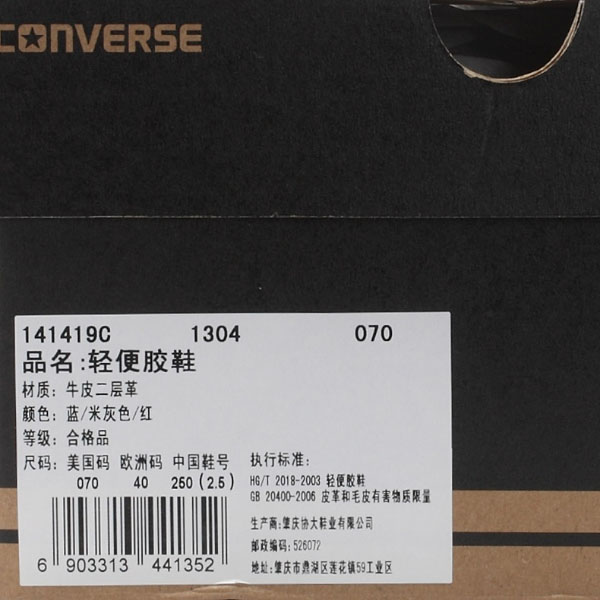 CONVERSE
141419C 1304 070
品名:轻便胶鞋
材质: 牛皮二层革
颜色: 蓝/米灰色/红
等级: 合格品
尺码: 美国码 欧洲码 中国鞋号
070 40 250(2.5)
6 903313 441352
执行标准:
HG/T 2018-2003 轻便胶鞋
GB 20400-2006 皮革和毛皮有害物质限量
生产商:肇庆协大鞋业有限公司
邮政编码:526072
地址:肇庆市鼎湖区莲花镇59工业区